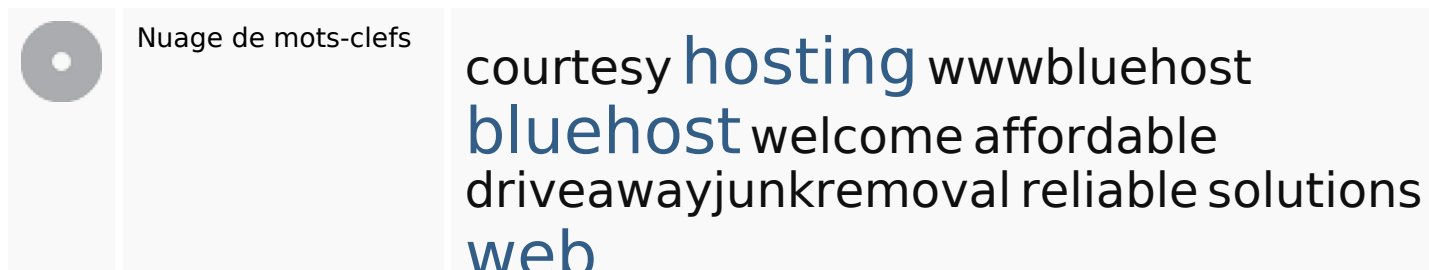 Nuage de mots-clefs
courtesy hosting wwwbluehost
bluehost welcome affordable
driveawayjunkremoval reliable solutions
web